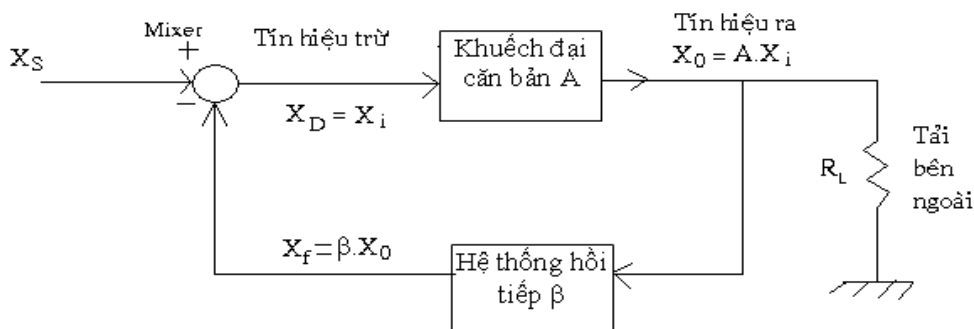 Mixer
+
X_S
−
Tín hiệu trừ
X_D = X_i
Khuếch đại
căn bản A
Tín hiệu ra
X_0 = A.X_i
R_L
Tải
bên
ngoài
X_f = β.X_0
Hệ thống hồi
tiếp β